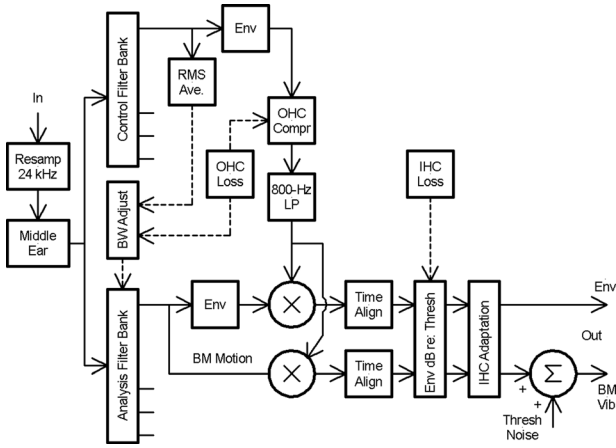 In
Resamp
24 kHz
Middle
Ear
Control Filter Bank
BW Adjust
Analysis Filter Bank
RMS
Ave.
Env
OHC
Compr
OHC
Loss
800-Hz
LP
IHC
Loss
Env
BM Motion
×
×
Time
Align
Time
Align
Env dB re: Thresh
IHC Adaptation
Env
Out
Σ
+
+
BM
Vib
Thresh
Noise